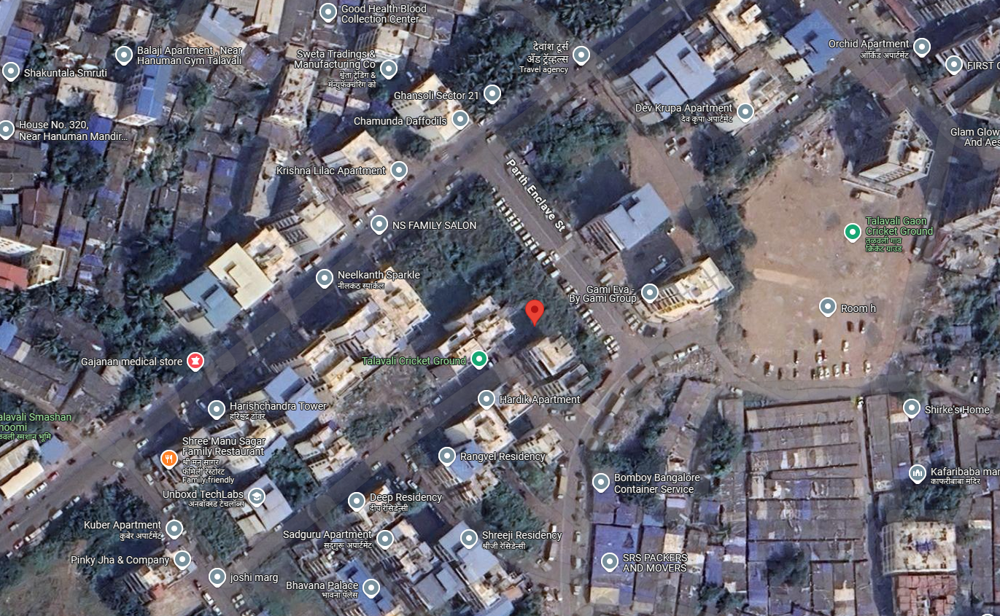 Good Health Blood
Collection Center
Balaji Apartment , Near
Hanuman Gym Talavali
Shakuntala Smruti
Sweta Tradings &
Manufacturing Co
श्वेता ट्रेडिंग &
मॅन्युफॅक्चरिंग को
देवांश टूर्स
अँड ट्रॅव्हल्स
Travel agency
Orchid Apartment
ऑर्किड अपार्टमेंट
FIRST C
Ghansoli Sector 21
Chamunda Daffodils
Dev Krupa Apartment
देव कृपा अपार्टमेंट
House No. 320,
Near Hanuman Mandir...
Glam Glow
And Aes
Krishna Lilac Apartment
Parth Enclave St
NS FAMILY SALON
Talavali Gaon
Cricket Ground
तळवली गाव
क्रिकेट ग्राउंड
Neelkanth Sparkle
नीलकंठ स्पार्कल
Gami Eva -
By Gami Group
Room h
Gajanan medical store
Talavali Cricket Ground
Hardik Apartment
Harishchandra Tower
हरिश्चंद्र टॉवर
Shirke's Home
alavali Smashan
hoomi
ळवली स्मशान भूमि
Shree Manu Sagar
Family Restaurant
श्री मनु सागर
फॅमिली रेस्टोरंट
Family-friendly
Rangvel Residency
Bomboy Bangalore
Container Service
Kafaribaba mar
काफरीबाबा मंदिर
Unboxd TechLabs
अनबॉक्स्ड टेचलॉब्स
Deep Residency
दीप रेसिडेन्सी
Kuber Apartment
कुबेर अपार्टमेंट
Sadguru Apartment
सदगुरू अपार्टमेंट
Shreeji Residency
श्रीजी रेसिडेन्सी
Pinky Jha & Company
SRS PACKERS
AND MOVERS
joshi marg
Bhavana Palace
भावना पॅलेस